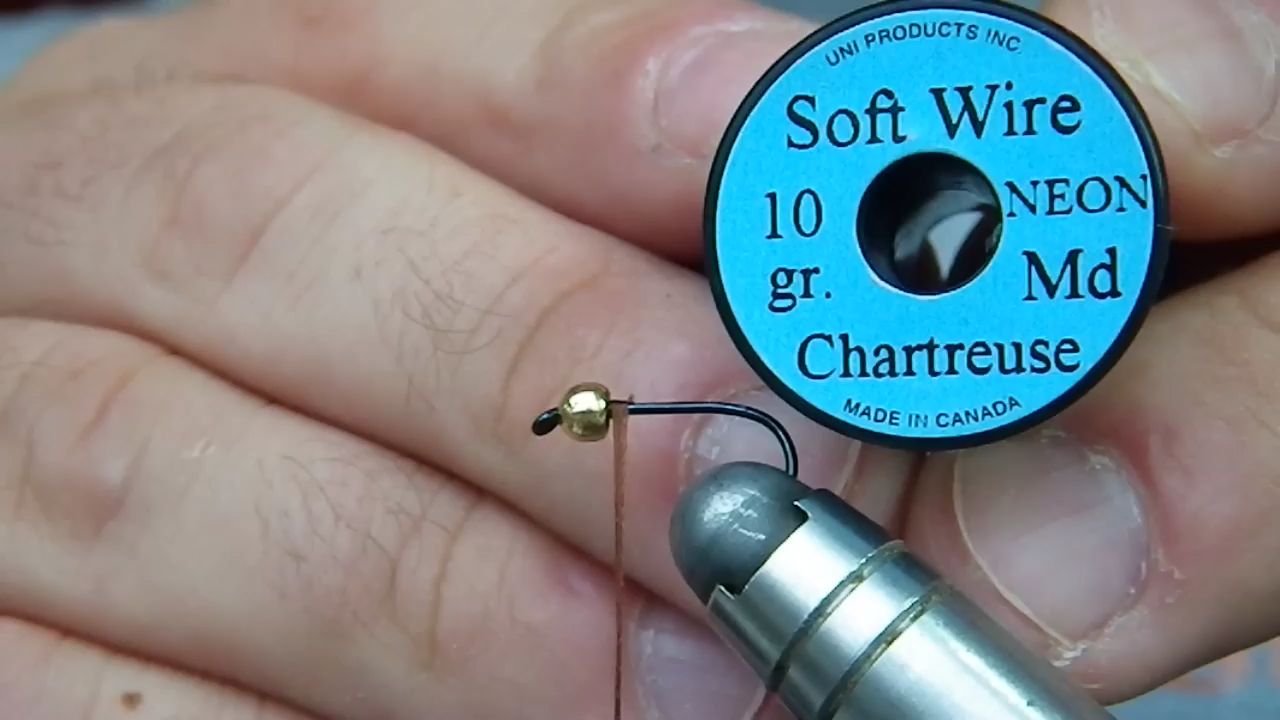 UNI PRODUCTS INC.
Soft Wire
10 NEON
gr. Md
Chartreuse
MADE IN CANADA